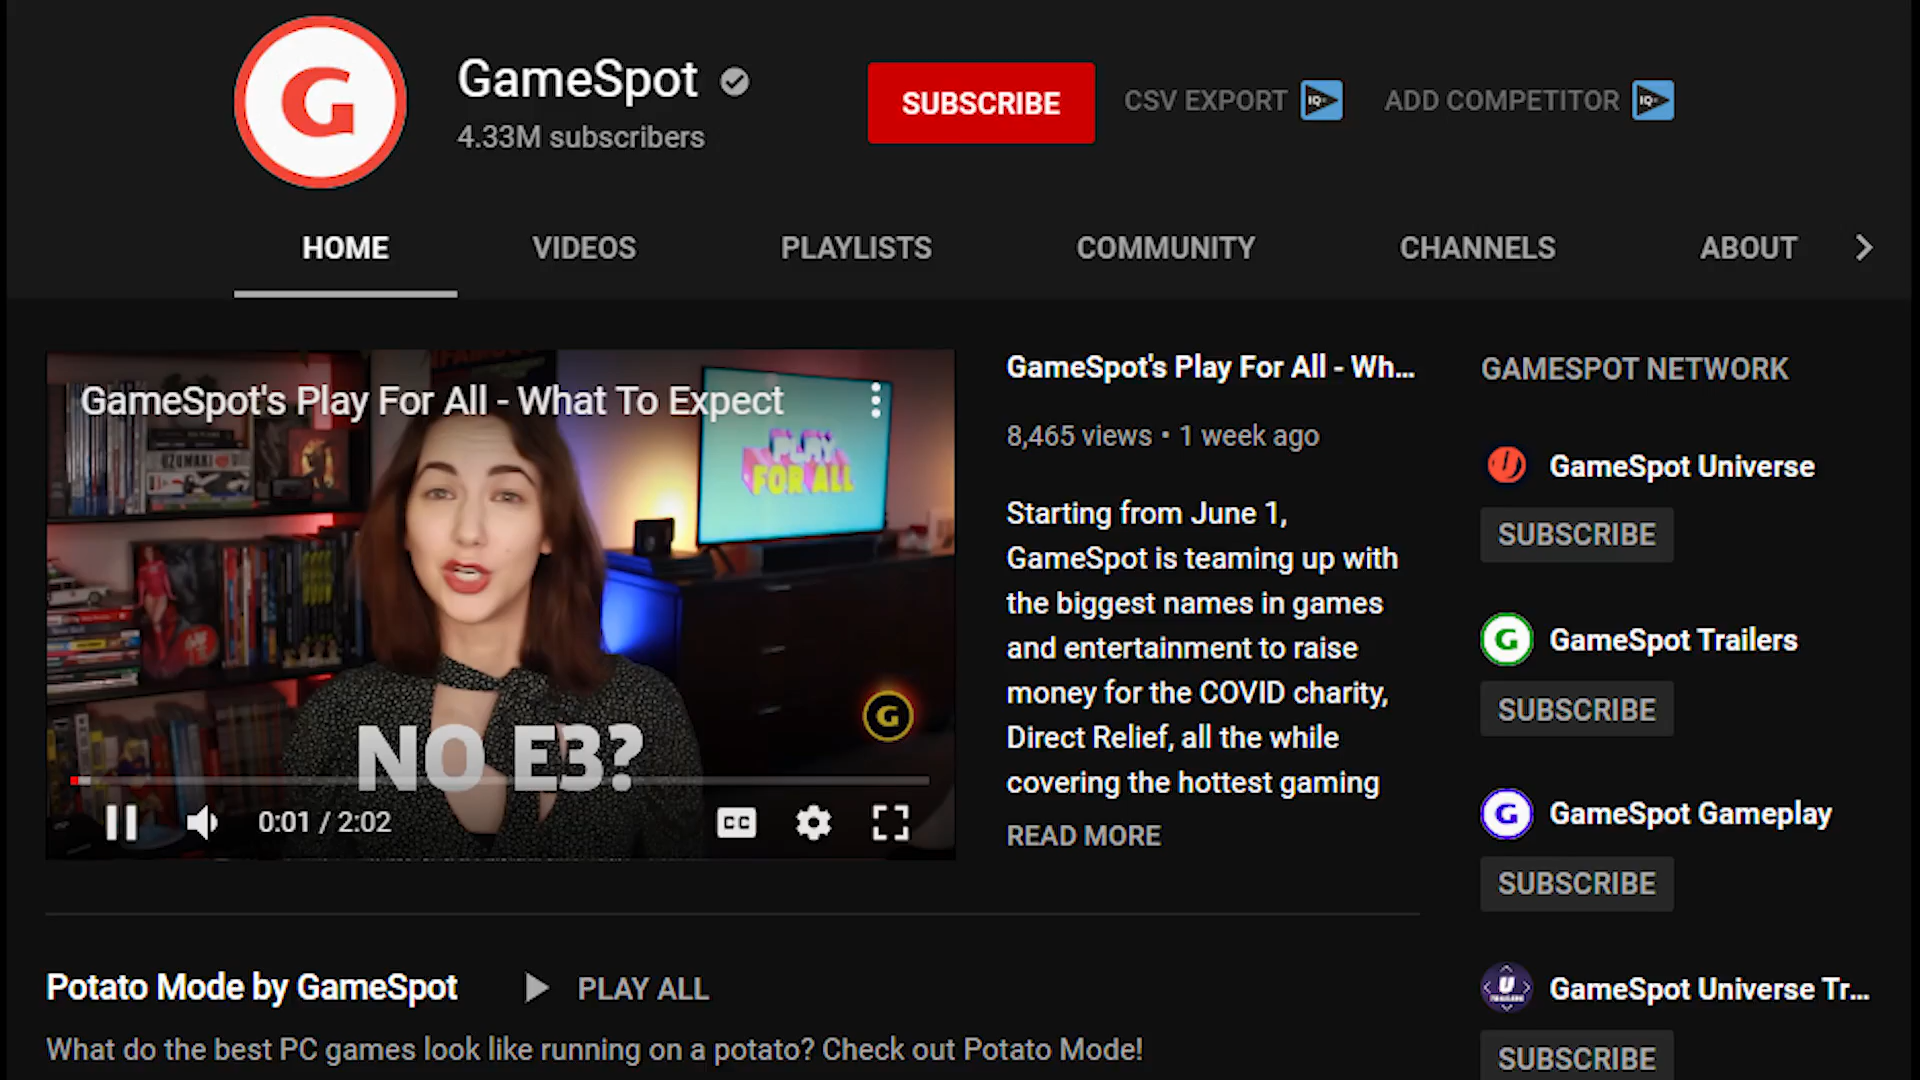 GameSpot
4.33M subscribers
SUBSCRIBE
CSV EXPORT
IQ
ADD COMPETITOR
IQ
HOME
VIDEOS
PLAYLISTS
COMMUNITY
CHANNELS
ABOUT
GameSpot's Play For All - What To Expect
UZUMAKI
PLAY
FOR ALL
G
NO E3?
0:01 / 2:02
CC
GameSpot's Play For All - Wh...
8,465 views • 1 week ago
Starting from June 1,
GameSpot is teaming up with
the biggest names in games
and entertainment to raise
money for the COVID charity,
Direct Relief, all the while
covering the hottest gaming
READ MORE
GAMESPOT NETWORK
GameSpot Universe
SUBSCRIBE
G
GameSpot Trailers
SUBSCRIBE
G
GameSpot Gameplay
SUBSCRIBE
U
TRAILERS
GameSpot Universe Tr...
SUBSCRIBE
Potato Mode by GameSpot
PLAY ALL
What do the best PC games look like running on a potato? Check out Potato Mode!